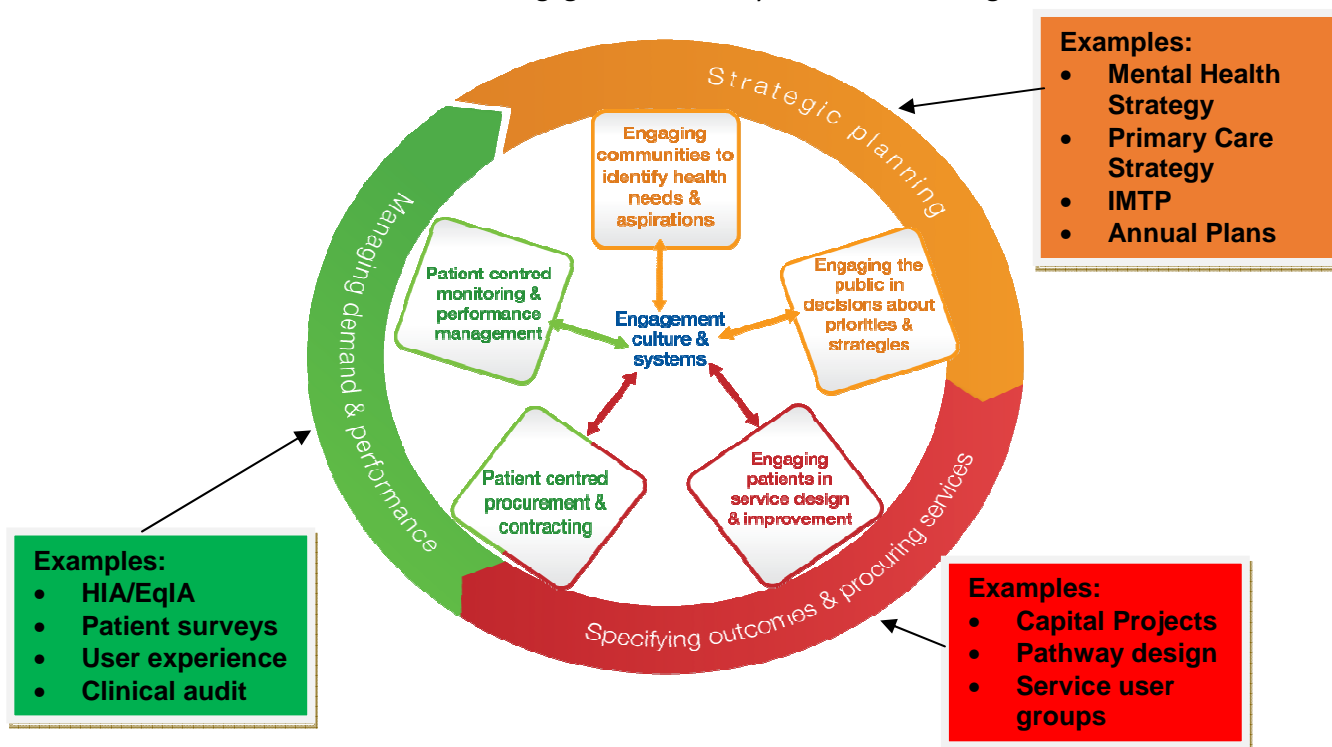 Examples:
• Mental Health
Strategy
• Primary Care
Strategy
• IMTP
• Annual Plans
Strategic planning
Engaging
communities to
identify health
needs &
aspirations
Engaging the
public in
decisions about
priorities &
strategies
Patient centred
monitoring &
performance
management
Engagement
culture &
systems
Managing demand & performance
Patient centred
procurement &
contracting
Engaging
patients in
service design
& improvement
Specifying outcomes & procuring services
Examples:
• HIA/EqIA
• Patient surveys
• User experience
• Clinical audit
Examples:
• Capital Projects
• Pathway design
• Service user
groups